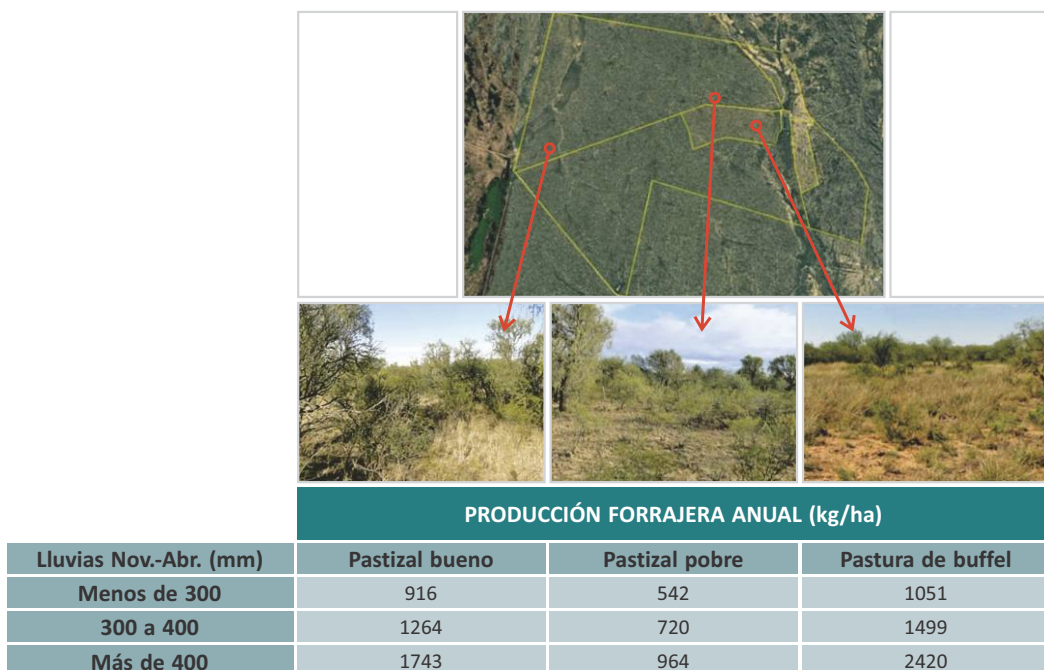 PRODUCCIÓN FORRAJERA ANUAL (kg/ha)
Lluvias Nov.-Abr. (mm) Pastizal bueno Pastizal pobre Pastura de buffel
Menos de 300 916 542 1051
300 a 400 1264 720 1499
Más de 400 1743 964 2420